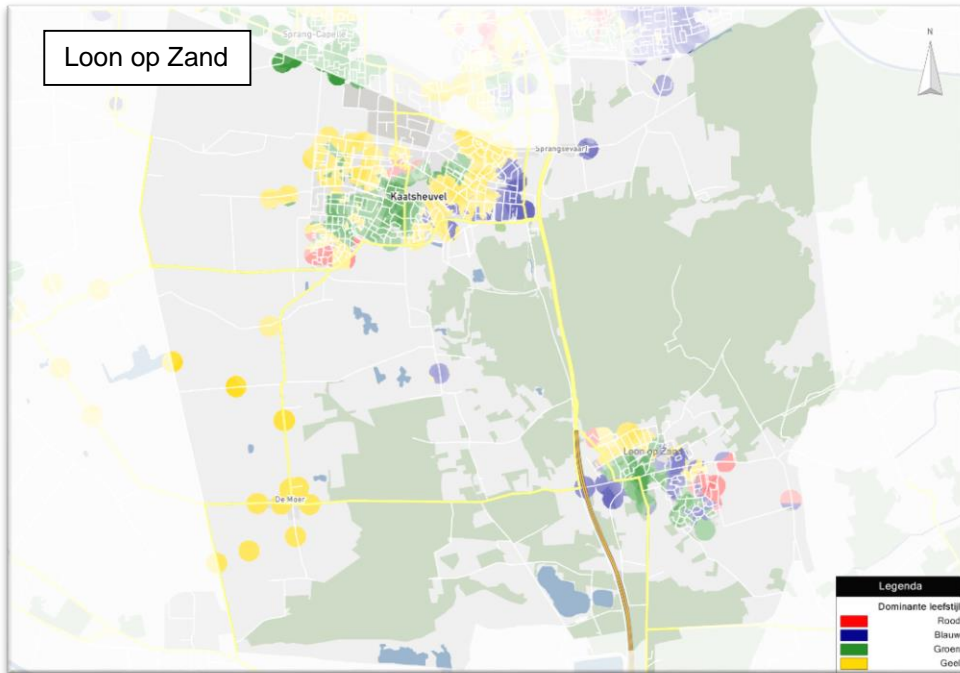 Loon op Zand
Sprang-Capelle
N
Sprangsevaart
Kaatsheuvel
Loon op Zand
De Moer
Legenda
Dominante leefstijl
Rood
Blauw
Groen
Geel